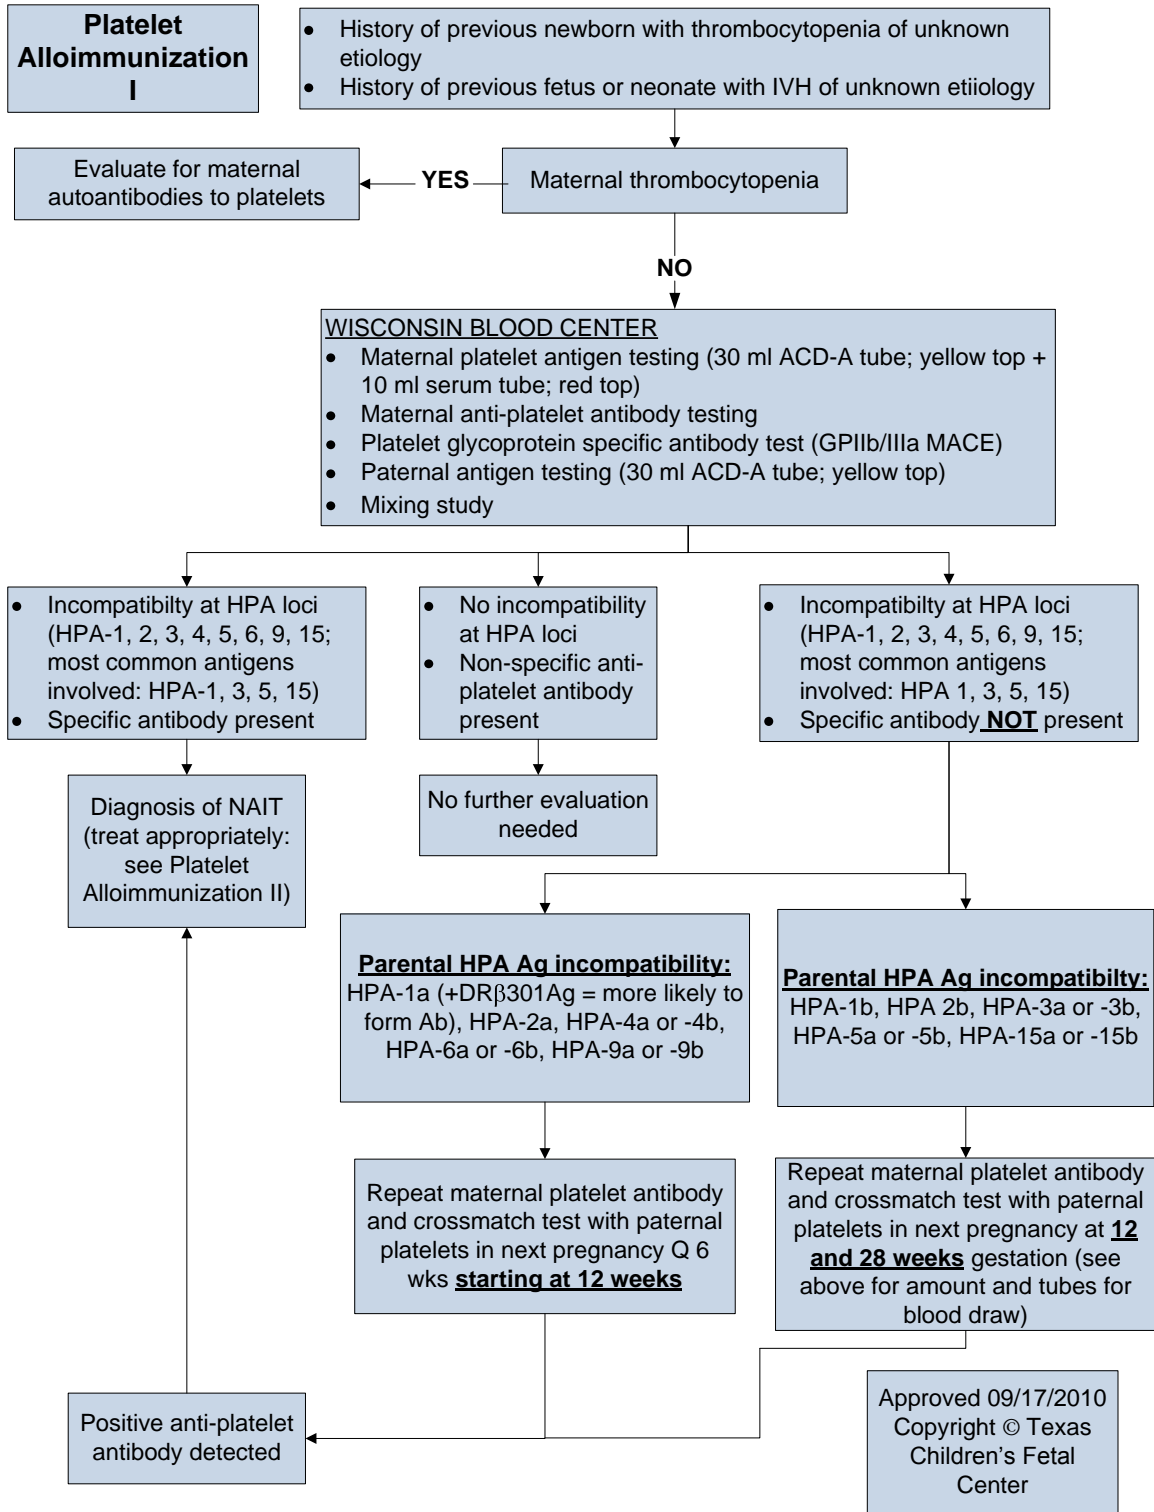 Platelet
Alloimmunization
I
• History of previous newborn with thrombocytopenia of unknown
etiology
• History of previous fetus or neonate with IVH of unknown etiiology
Evaluate for maternal
autoantibodies to platelets
YES
Maternal thrombocytopenia
NO
WISCONSIN BLOOD CENTER
• Maternal platelet antigen testing (30 ml ACD-A tube; yellow top +
10 ml serum tube; red top)
• Maternal anti-platelet antibody testing
• Platelet glycoprotein specific antibody test (GPIIb/IIIa MACE)
• Paternal antigen testing (30 ml ACD-A tube; yellow top)
• Mixing study
• Incompatibilty at HPA loci
(HPA-1, 2, 3, 4, 5, 6, 9, 15;
most common antigens
involved: HPA-1, 3, 5, 15)
• Specific antibody present
• No incompatibility
at HPA loci
• Non-specific anti-
platelet antibody
present
• Incompatibilty at HPA loci
(HPA-1, 2, 3, 4, 5, 6, 9, 15;
most common antigens
involved: HPA 1, 3, 5, 15)
• Specific antibody NOT present
Diagnosis of NAIT
(treat appropriately:
see Platelet
Alloimmunization II)
No further evaluation
needed
Parental HPA Ag incompatibility:
HPA-1a (+DRβ301Ag = more likely to
form Ab), HPA-2a, HPA-4a or -4b,
HPA-6a or -6b, HPA-9a or -9b
Parental HPA Ag incompatibilty:
HPA-1b, HPA 2b, HPA-3a or -3b,
HPA-5a or -5b, HPA-15a or -15b
Repeat maternal platelet antibody
and crossmatch test with paternal
platelets in next pregnancy Q 6
wks starting at 12 weeks
Repeat maternal platelet antibody
and crossmatch test with paternal
platelets in next pregnancy at 12
and 28 weeks gestation (see
above for amount and tubes for
blood draw)
Positive anti-platelet
antibody detected
Approved 09/17/2010
Copyright © Texas
Children's Fetal
Center